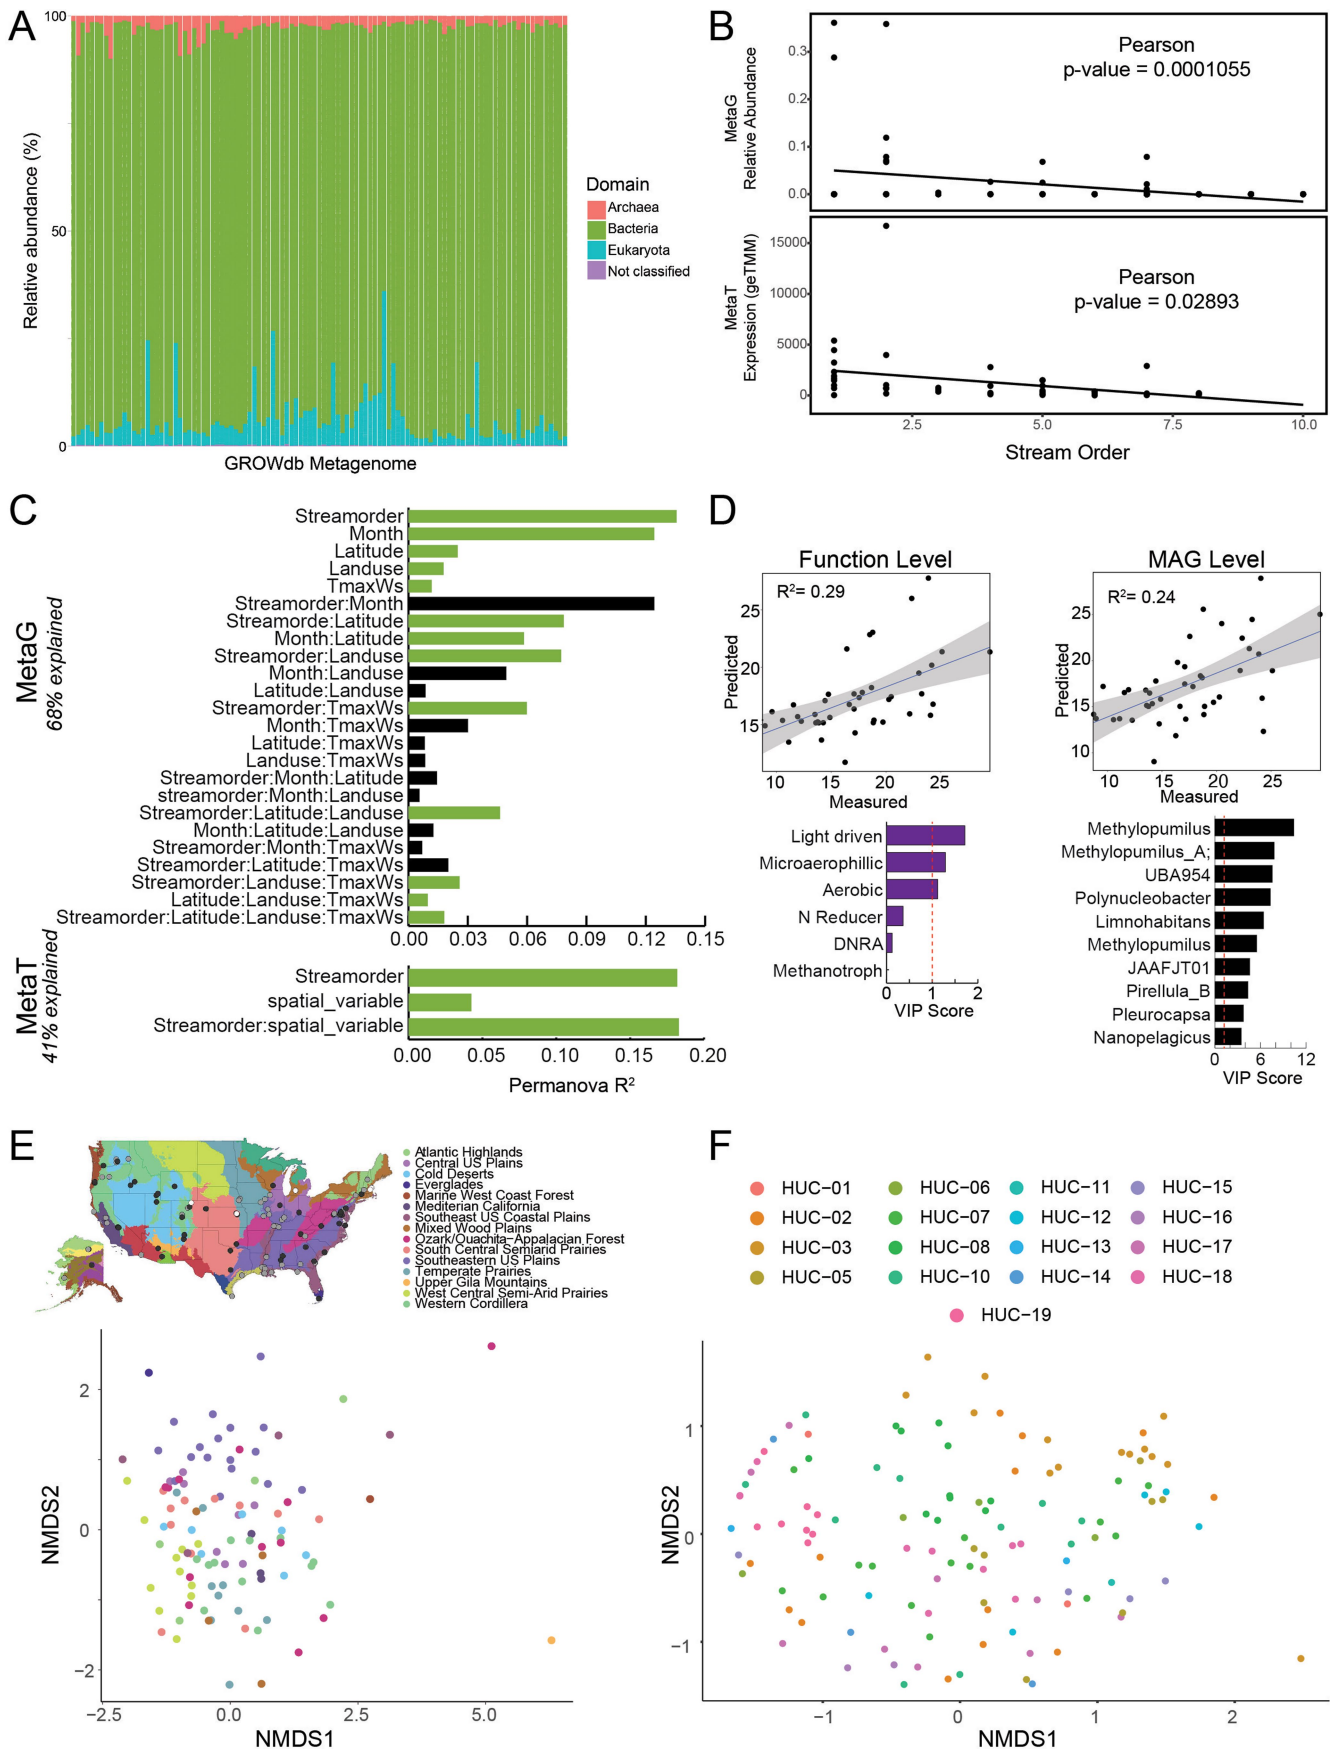 A
100
50
0
Relative abundance (%)
GROWdb Metagenome
Domain
Archaea
Bacteria
Eukaryota
Not classified
B
MetaG
Relative Abundance
0.3
0.2
0.1
0.0
Pearson
p-value = 0.0001055
MetaT
Expression (geTMM)
15000
10000
5000
0
Pearson
p-value = 0.02893
2.5
5.0
7.5
10.0
Stream Order
C
MetaG
68% explained
Streamorder
Month
Latitude
Landuse
TmaxWs
Streamorder:Month
Streamorde:Latitude
Month:Latitude
Streamorder:Landuse
Month:Landuse
Latitude:Landuse
Streamorder:TmaxWs
Month:TmaxWs
Latitude:TmaxWs
Landuse:TmaxWs
Streamorder:Month:Latitude
streamorder:Month:Landuse
Streamorder:Latitude:Landuse
Month:Latitude:Landuse
Streamorder:Month:TmaxWs
Streamorder:Latitude:TmaxWs
Streamorder:Landuse:TmaxWs
Latitude:Landuse:TmaxWs
Streamorder:Latitude:Landuse:TmaxWs
0.00 0.03 0.06 0.09 0.12 0.15
MetaT
41% explained
Streamorder
spatial_variable
Streamorder:spatial_variable
0.00 0.05 0.10 0.15 0.20
Permanova R²
D
Function Level
R²= 0.29
Predicted
25
20
15
10 15 20 25
Measured
Light driven
Microaerophillic
Aerobic
N Reducer
DNRA
Methanotroph
0 1 2
VIP Score
MAG Level
R²= 0.24
Predicted
25
20
15
10
10 15 20 25
Measured
Methylopumilus
Methylopumilus_A;
UBA954
Polynucleobacter
Limnohabitans
Methylopumilus
JAAFJT01
Pirellula_B
Pleurocapsa
Nanopelagicus
0 6 12
VIP Score
E
Atlantic Highlands
Central US Plains
Cold Deserts
Everglades
Marine West Coast Forest
Mediterian California
Southeast US Coastal Plains
Mixed Wood Plains
Ozark/Ouachita−Appalacian Forest
South Central Semiarid Prairies
Southeastern US Plains
Temperate Prairies
Upper Gila Mountains
West Central Semi−Arid Prairies
Western Cordillera
NMDS2
2
0
−2
−2.5 0.0 2.5 5.0
NMDS1
F
HUC−01 HUC−06 HUC−11 HUC−15
HUC−02 HUC−07 HUC−12 HUC−16
HUC−03 HUC−08 HUC−13 HUC−17
HUC−05 HUC−10 HUC−14 HUC−18
HUC−19
NMDS2
1
0
−1
−1 0 1 2
NMDS1